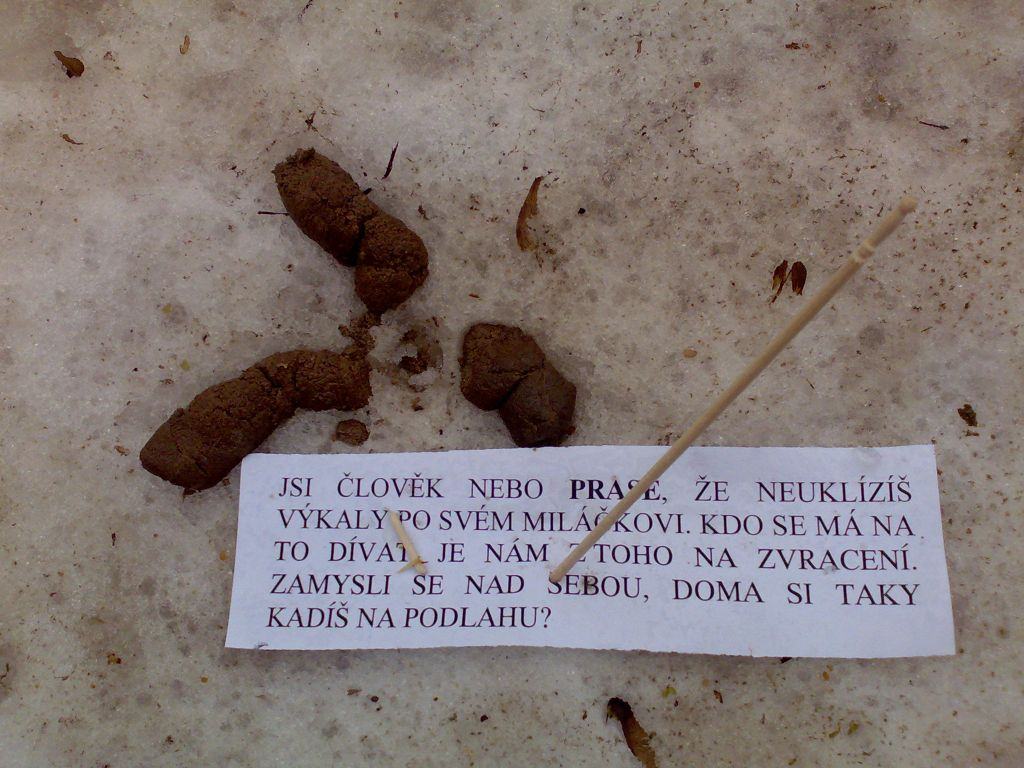 JSI ČLOVĚK NEBO PRASE, ŽE NEUKLÍZÍŠ
VÝKALY PO SVÉM MILÁČKOVI. KDO SE MÁ NA
TO DÍVAT, JE NÁM Z TOHO NA ZVRACENÍ.
ZAMYSLI SE NAD SEBOU, DOMA SI TAKY
KADÍŠ NA PODLAHU?